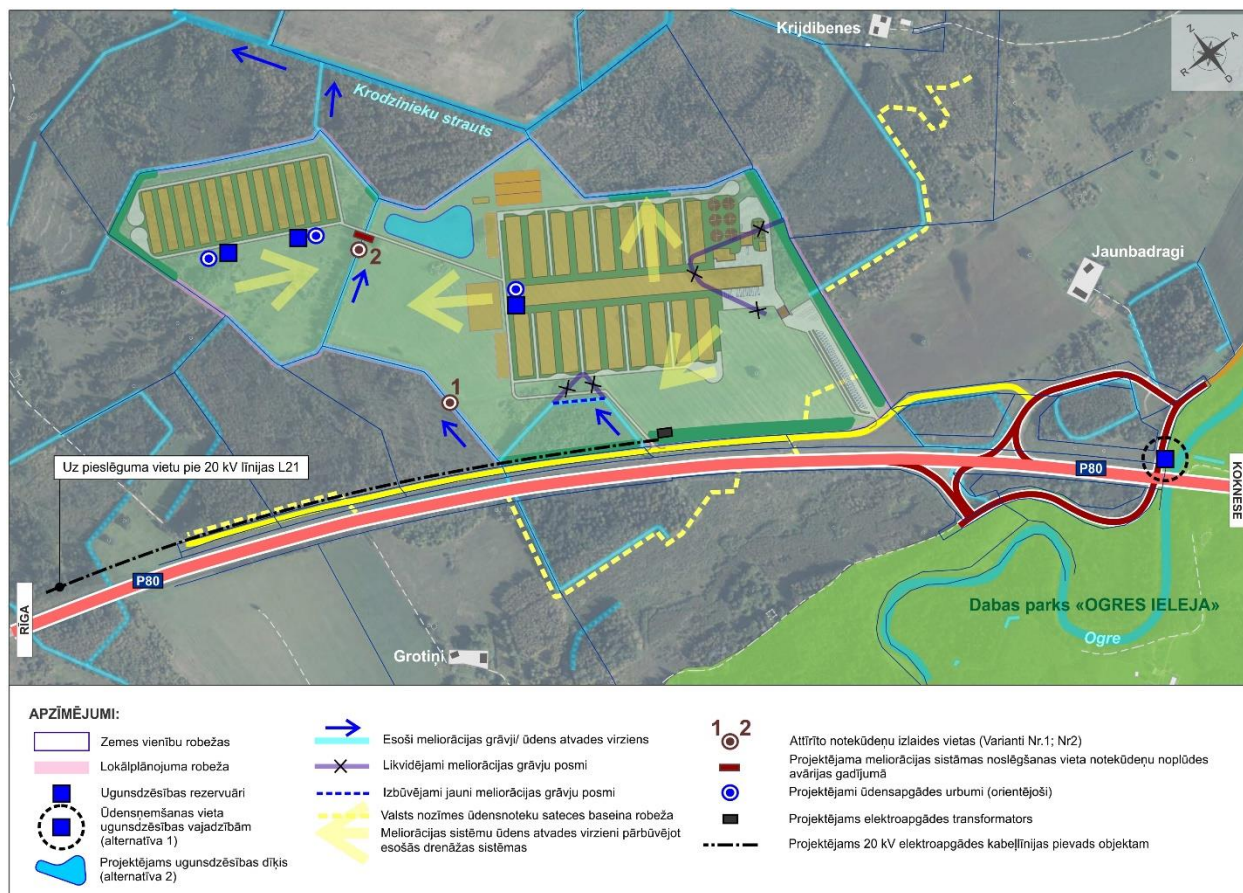 Krijdibenes
Z
A
R
D
Krodzinieku strauts
Jaunbadragi
2
1
Uz pieslēguma vietu pie 20 kV līnijas L21
P80
P80
KOKNESE
RĪGA
Dabas parks «OGRES IELEJA»
Ogre
Grotiņi
APZĪMĒJUMI:
Zemes vienību robežas
Lokālplānojuma robeža
Ugunsdzēsības rezervuāri
Ūdensņemšanas vieta
ugunsdzēsības vajadzībām
(alternatīva 1)
Projektējams ugunsdzēsības dīķis
(alternatīva 2)
Esoši meliorācijas grāvji/ ūdens atvades virziens
Likvidējami meliorācijas grāvju posmi
Izbūvējami jauni meliorācijas grāvju posmi
Valsts nozīmes ūdensnoteku sateces baseina robeža
Meliorācijas sistēmu ūdens atvades virzieni pārbūvējot
esošās drenāžas sistēmas
1 2
Attīrīto notekūdeņu izlaides vietas (Varianti Nr.1; Nr2)
Projektējama meliorācijas sistāmas noslēgšanas vieta notekūdeņu noplūdes
avārijas gadījumā
Projektējami ūdensapgādes urbumi (orientējoši)
Projektējams elektroapgādes transformators
Projektējams 20 kV elektroapgādes kabeļlīnijas pievads objektam